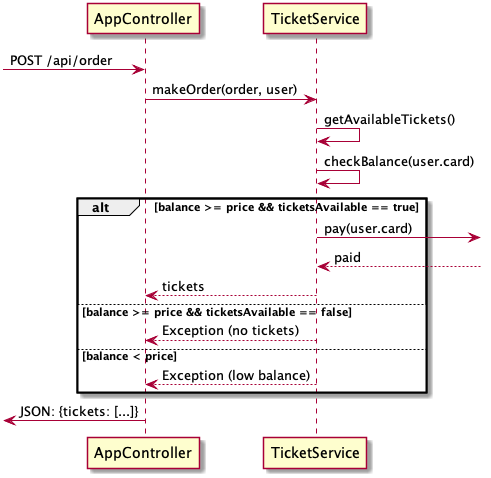 AppController
TicketService
POST /api/order
makeOrder(order, user)
getAvailableTickets()
checkBalance(user.card)
alt
[balance >= price && ticketsAvailable == true]
pay(user.card)
paid
tickets
[balance >= price && ticketsAvailable == false]
Exception (no tickets)
[balance < price]
Exception (low balance)
JSON: {tickets: [...]}
AppController
TicketService